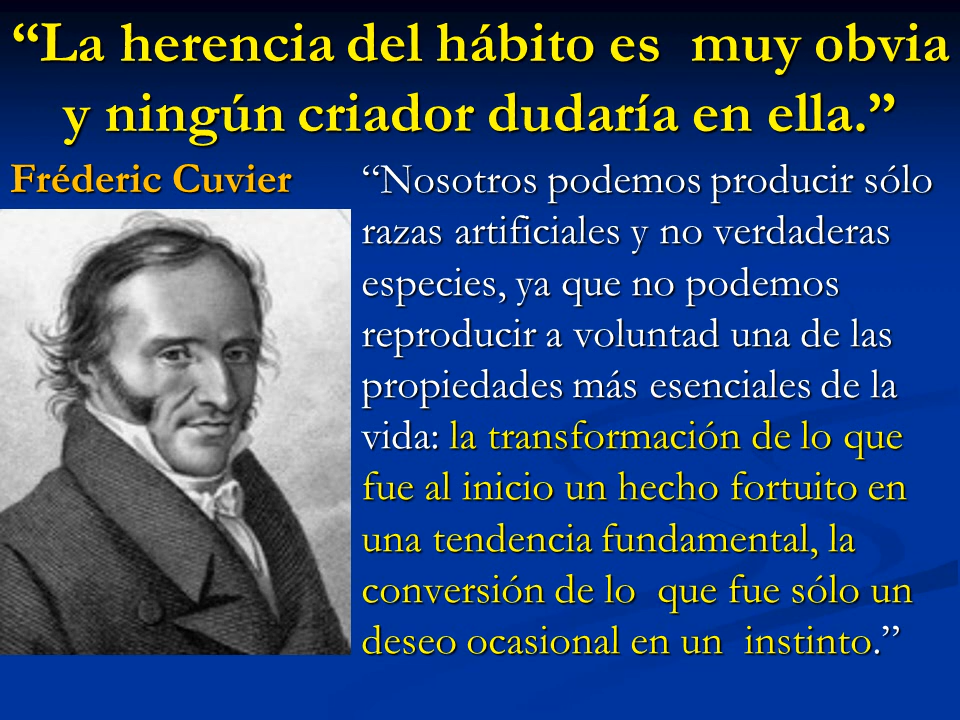 “La herencia del hábito es muy obvia
y ningún criador dudaría en ella.”
Fréderic Cuvier
“Nosotros podemos producir sólo
razas artificiales y no verdaderas
especies, ya que no podemos
reproducir a voluntad una de las
propiedades más esenciales de la
vida: la transformación de lo que
fue al inicio un hecho fortuito en
una tendencia fundamental, la
conversión de lo que fue sólo un
deseo ocasional en un instinto.”